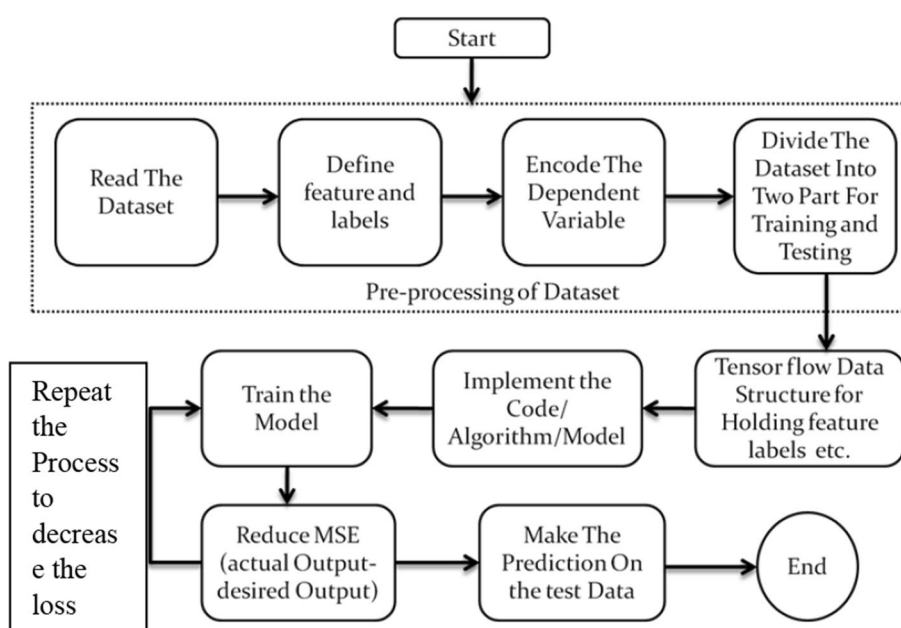 Start
Read The
Dataset
Define
feature and
labels
Encode The
Dependent
Variable
Divide The
Dataset Into
Two Part For
Training and
Testing
Pre-processing of Dataset
Tensor flow Data
Structure for
Holding feature
labels etc.
Implement the
Code/
Algorithm/Model
Train the
Model
Repeat
the
Process
to
decreas
e the
loss
Reduce MSE
(actual Output-
desired Output)
Make The
Prediction On
the test Data
End